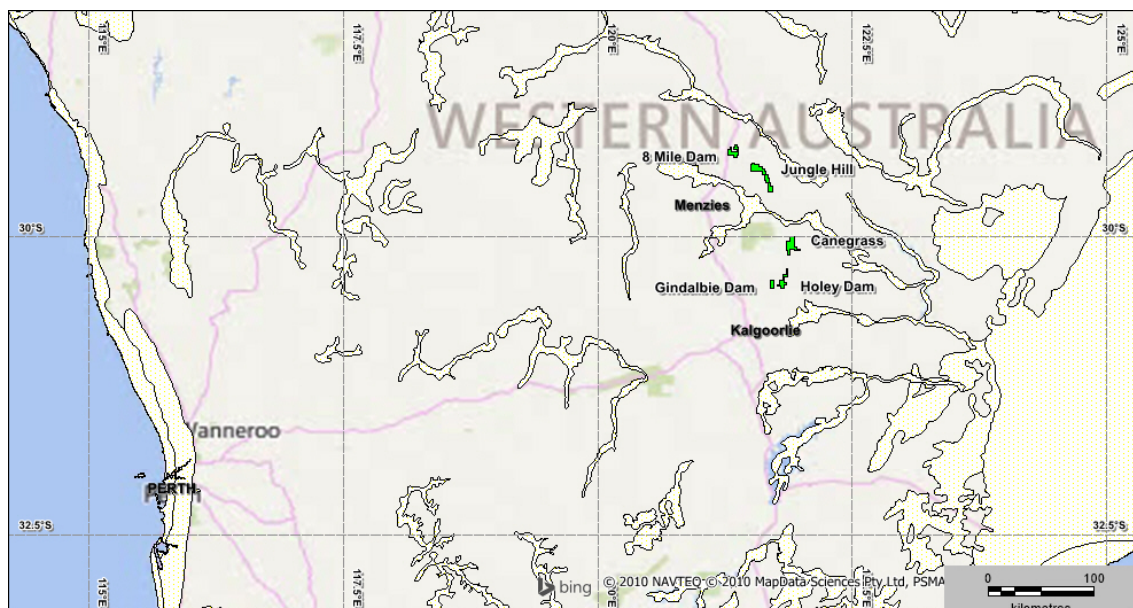 115°E
117.5°E
120°E
122.5°E
125°E
WESTERN AUSTRALIA
8 Mile Dam
Jungle Hill
Menzies
30°S
30°S
Canegrass
Gindalbie Dam
Holey Dam
Kalgoorlie
Wanneroo
PERTH
32.5°S
32.5°S
115°E
117.5°E
120°E
122.5°E
bing
© 2010 NAVTEQ © 2010 MapData Sciences Pty Ltd, PSMA
0
100
kilometres